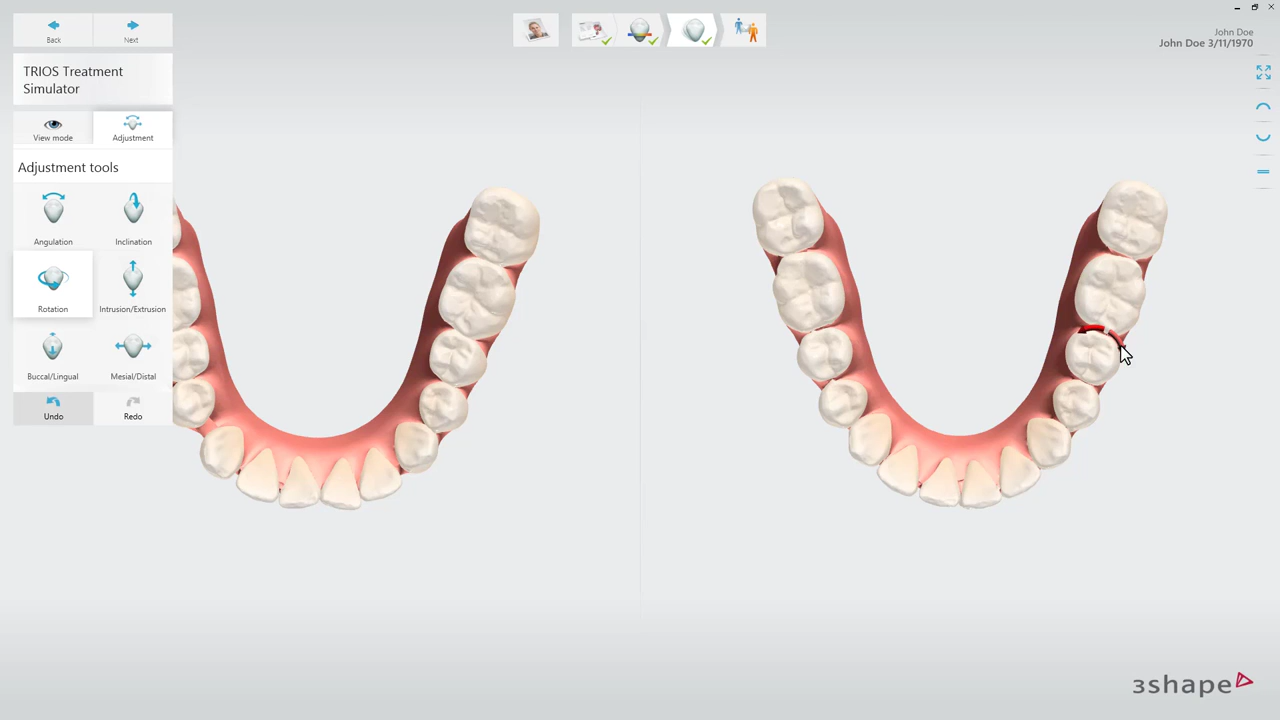 Back
Next
John Doe
John Doe 3/11/1970
TRIOS Treatment
Simulator
View mode
Adjustment
Adjustment tools
Angulation
Inclination
Rotation
Intrusion/Extrusion
Buccal/Lingual
Mesial/Distal
Undo
Redo
3shape